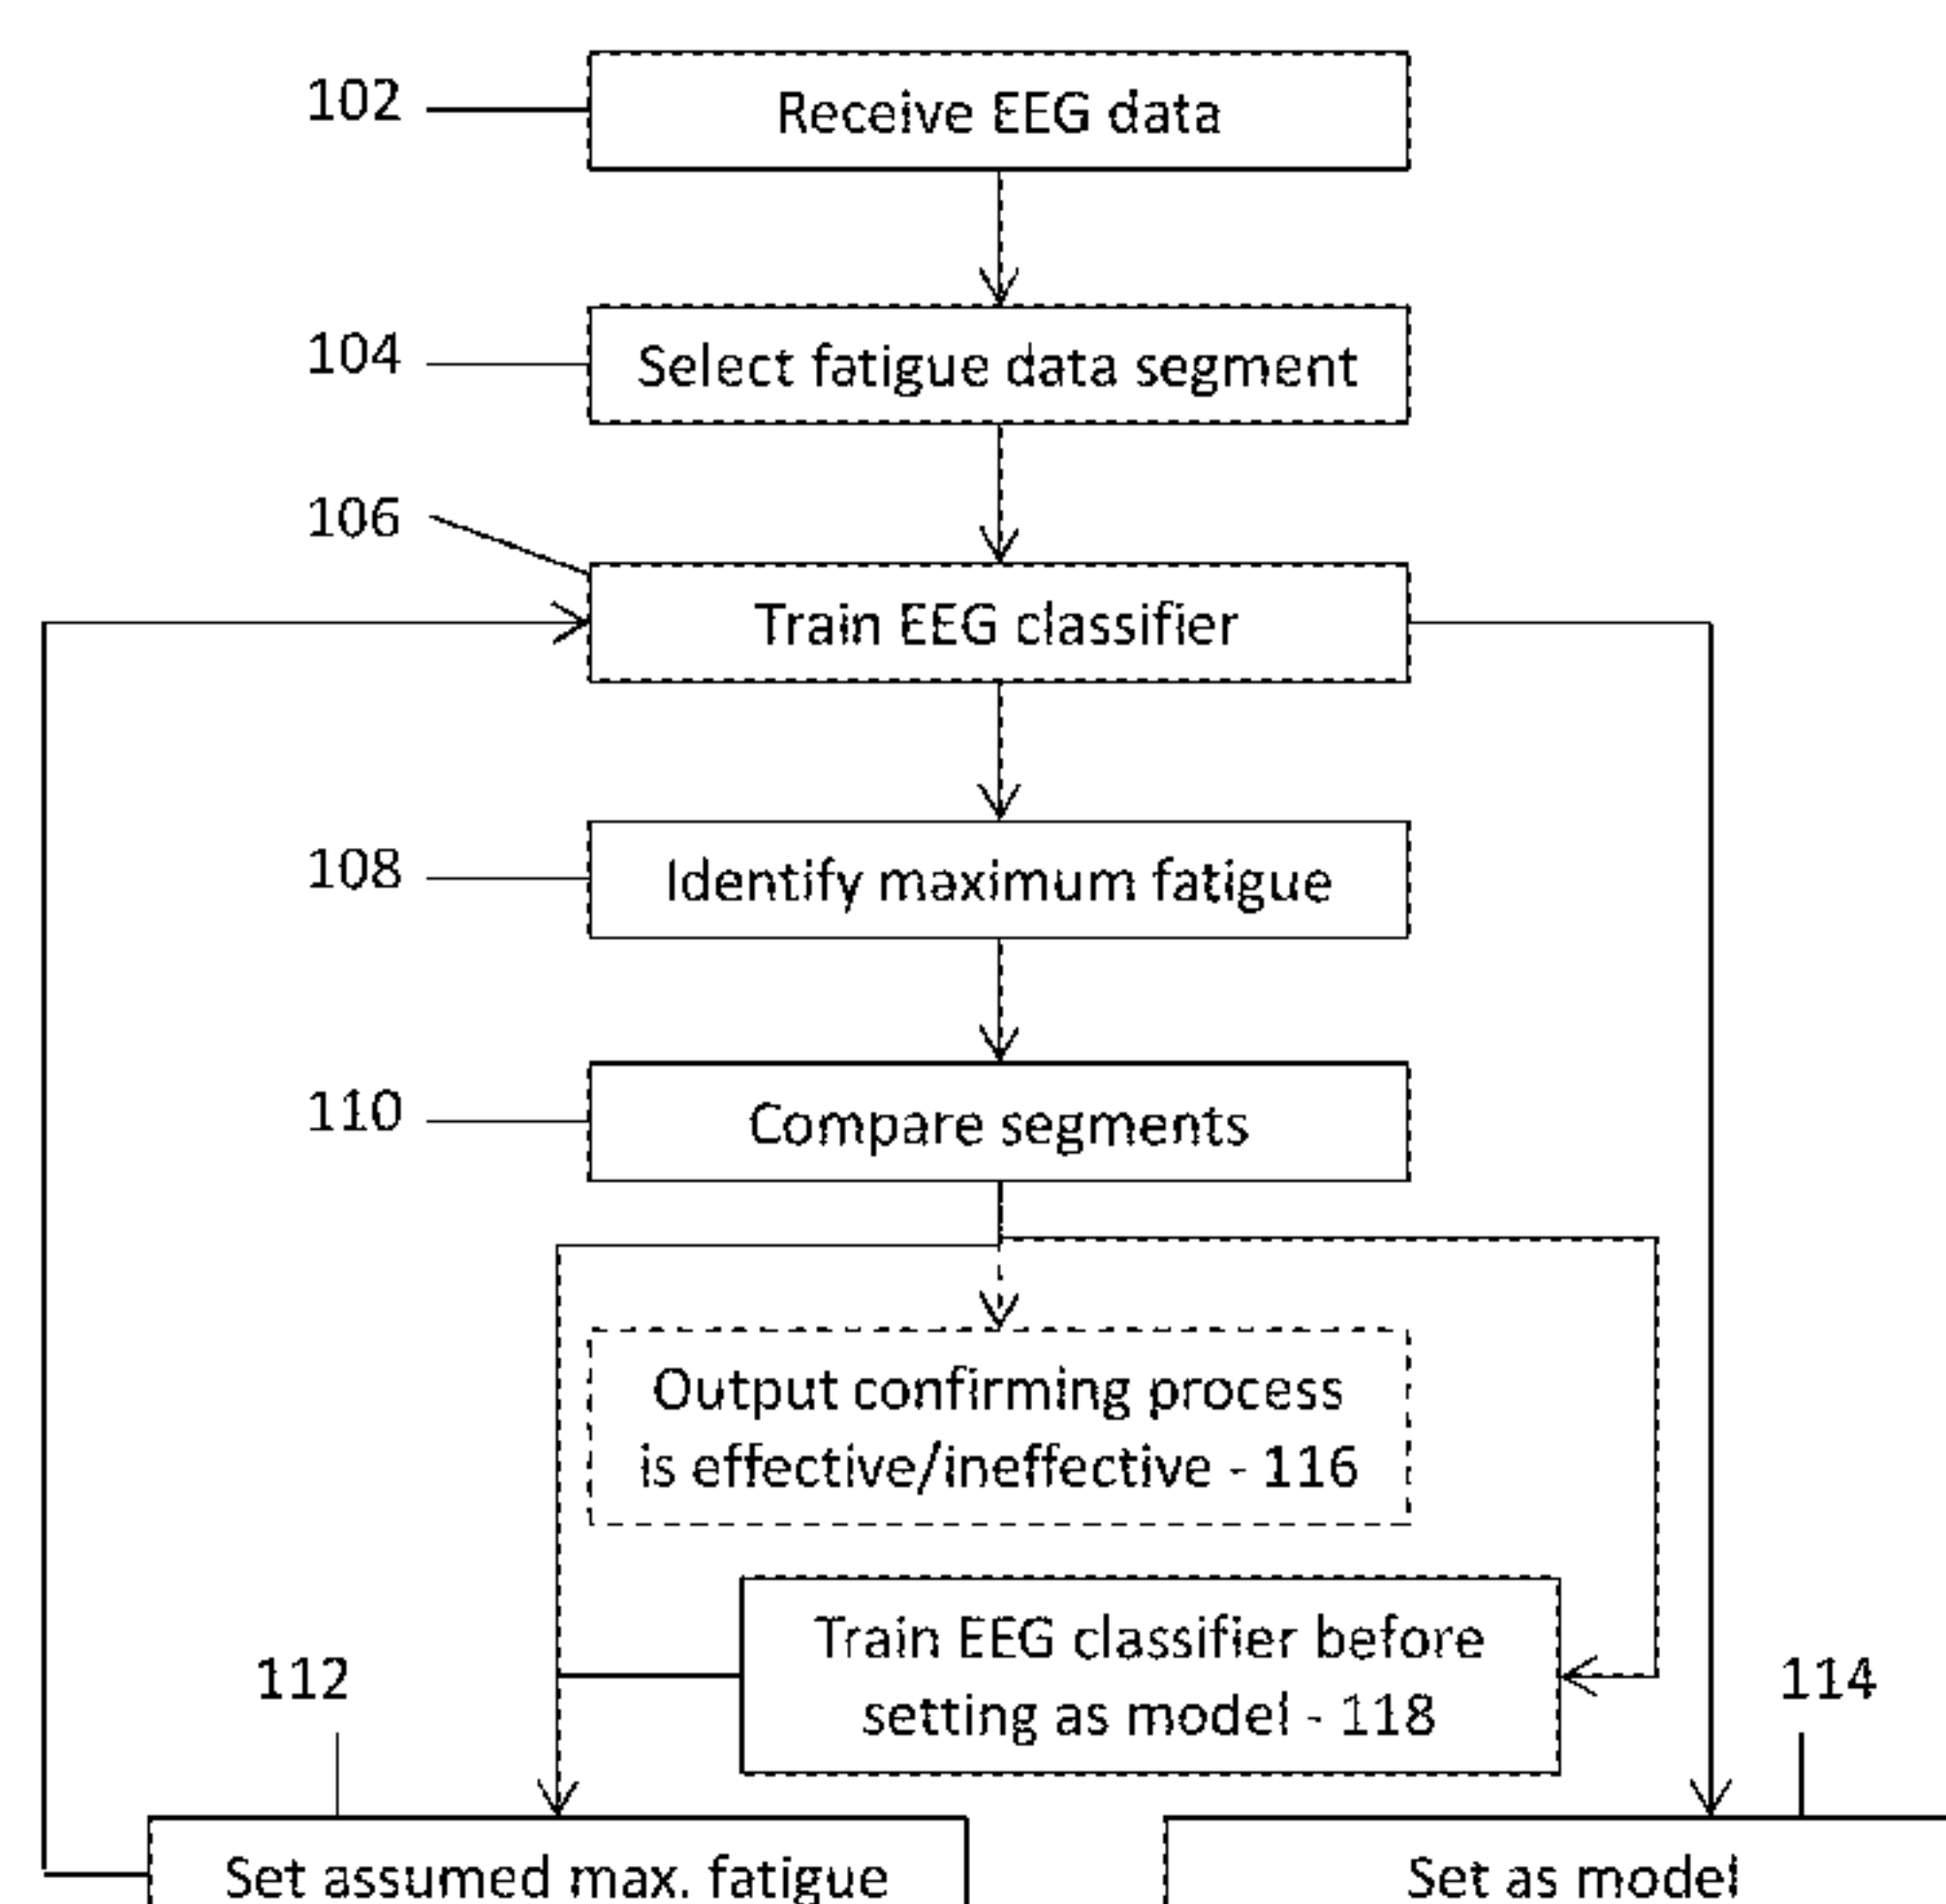 102
Receive EEG data
104
Select fatigue data segment
106
Train EEG classifier
108
Identify maximum fatigue
110
Compare segments
Output confirming process
is effective/ineffective - 116
Train EEG classifier before
setting as model - 118
112
114
Set assumed max. fatigue
Set as model